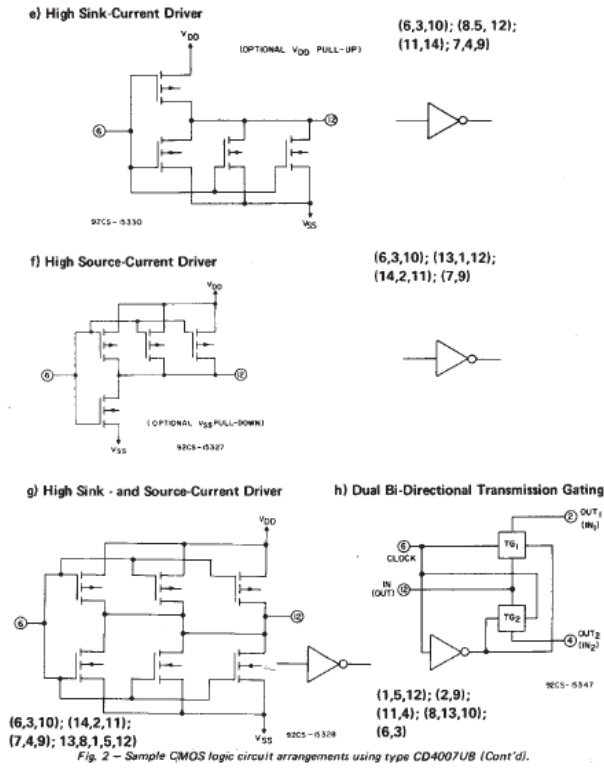 e) High Sink-Current Driver
(6,3,10); (8.5, 12);
(11,14); 7,4,9)
VDD
(OPTIONAL VDD PULL-UP)
6
12
VSS
92CS-15330
f) High Source-Current Driver
(6,3,10); (13,1,12);
(14,2,11); (7,9)
VDD
6
12
(OPTIONAL VSS PULL-DOWN)
VSS
92CS-15327
g) High Sink - and Source-Current Driver
h) Dual Bi-Directional Transmission Gating
VDD
6
12
VSS
92CS-15328
(6,3,10); (14,2,11);
(7,4,9); 13,8,1,5,12)
2 OUT1
(IN1)
6
CLOCK
TG1
IN
(OUT)
12
TG2
4 OUT2
(IN2)
92CS-15347
(1,5,12); (2,9);
(11,4); (8,13,10);
(6,3)
Fig. 2 – Sample CMOS logic circuit arrangements using type CD4007UB (Cont'd).